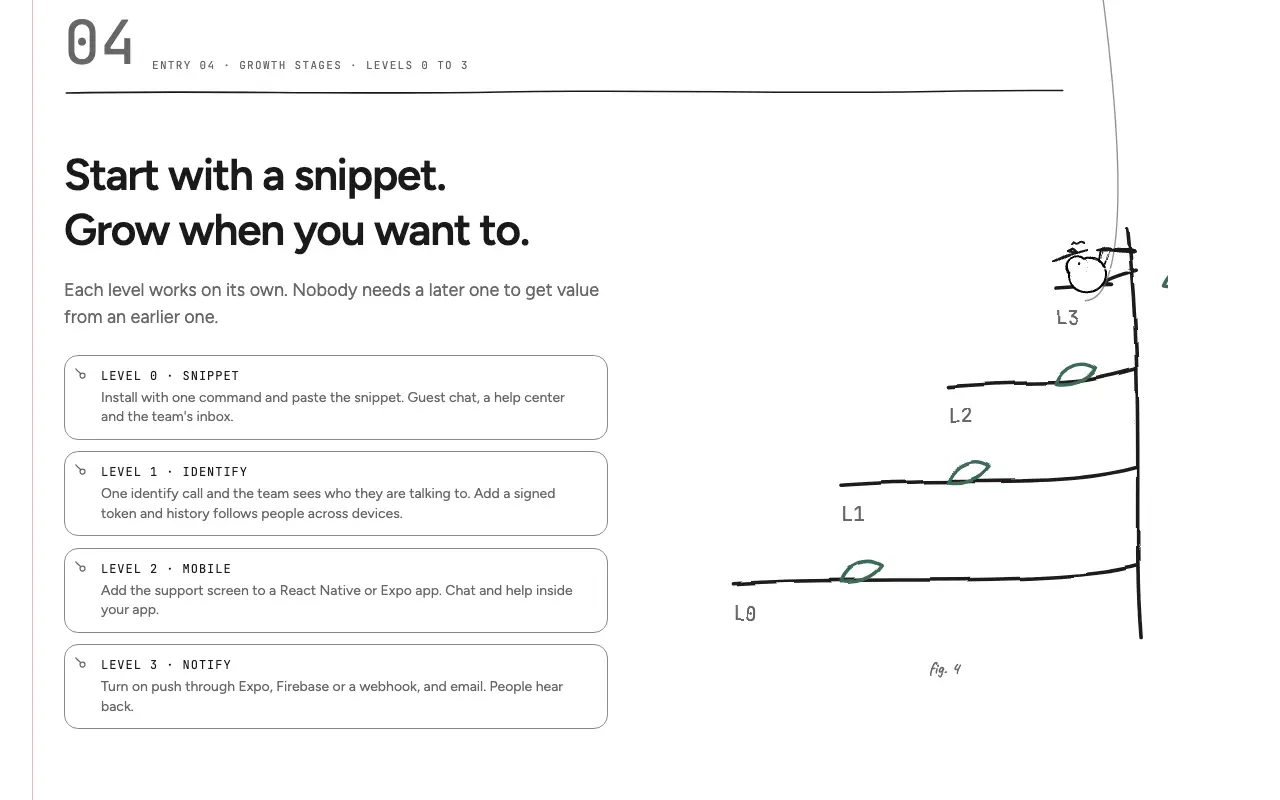 04
ENTRY 04 · GROWTH STAGES · LEVELS 0 TO 3
Start with a snippet.
Grow when you want to.
Each level works on its own. Nobody needs a later one to get value
from an earlier one.
LEVEL 0 · SNIPPET
Install with one command and paste the snippet. Guest chat, a help center
and the team's inbox.
LEVEL 1 · IDENTIFY
One identify call and the team sees who they are talking to. Add a signed
token and history follows people across devices.
LEVEL 2 · MOBILE
Add the support screen to a React Native or Expo app. Chat and help inside
your app.
LEVEL 3 · NOTIFY
Turn on push through Expo, Firebase or a webhook, and email. People hear
back.
L3
L2
L1
L0
fig. 4